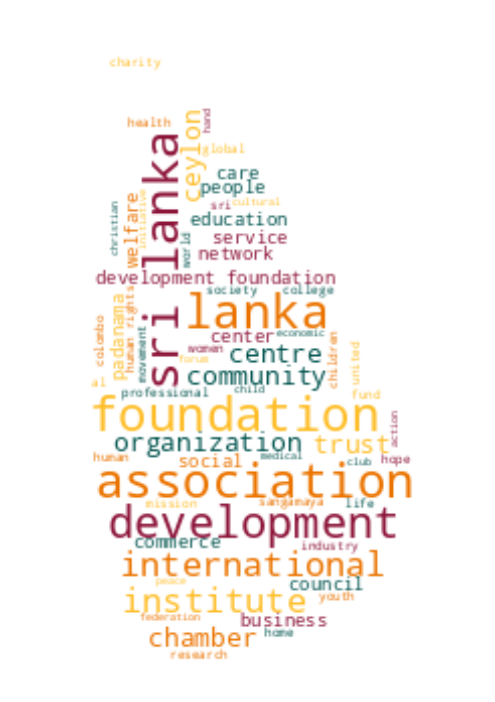 charity
health
hand
ceylon
global
sri lanka
care
people
welfare
initiative
christian
sri
cultural
education
world
service
network
development foundation
society
college
padanama
human rights
colombo
movement
lanka
center
economic
women
centre
forum
children
united
community
al
professional
child
fund
foundation
action
organization
trust
human
social
medical
club
hope
association
mission
sangamaya
life
development
commerce
industry
international
peace
council
institute
youth
federation
business
chamber
home
research